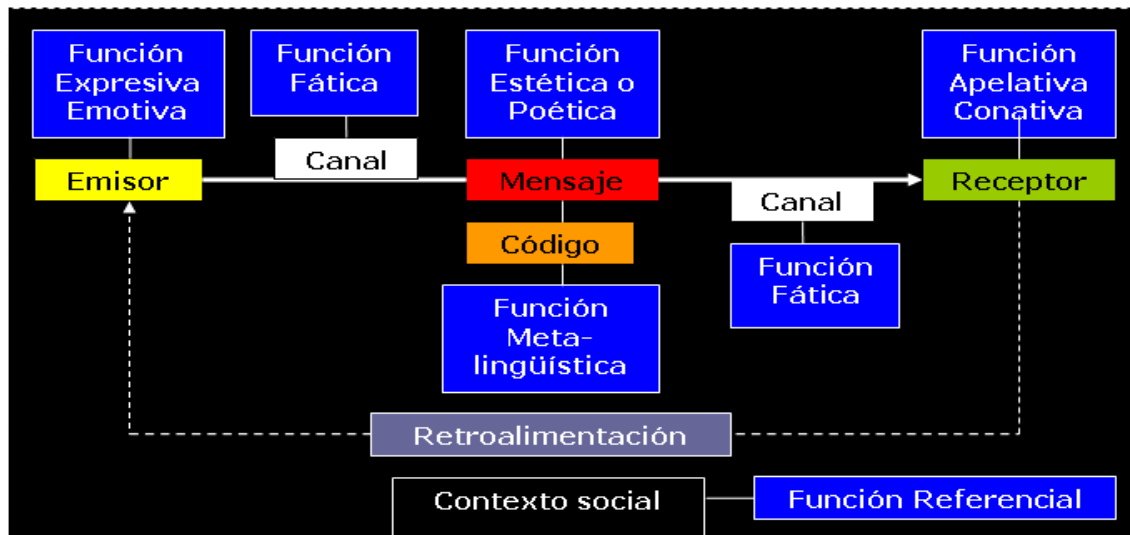 Función
Expresiva
Emotiva
Función
Fática
Función
Estética o
Poética
Función
Apelativa
Conativa
Canal
Emisor
Mensaje
Receptor
Canal
Código
Función
Fática
Función
Meta-
lingüística
Retroalimentación
Contexto social
Función Referencial